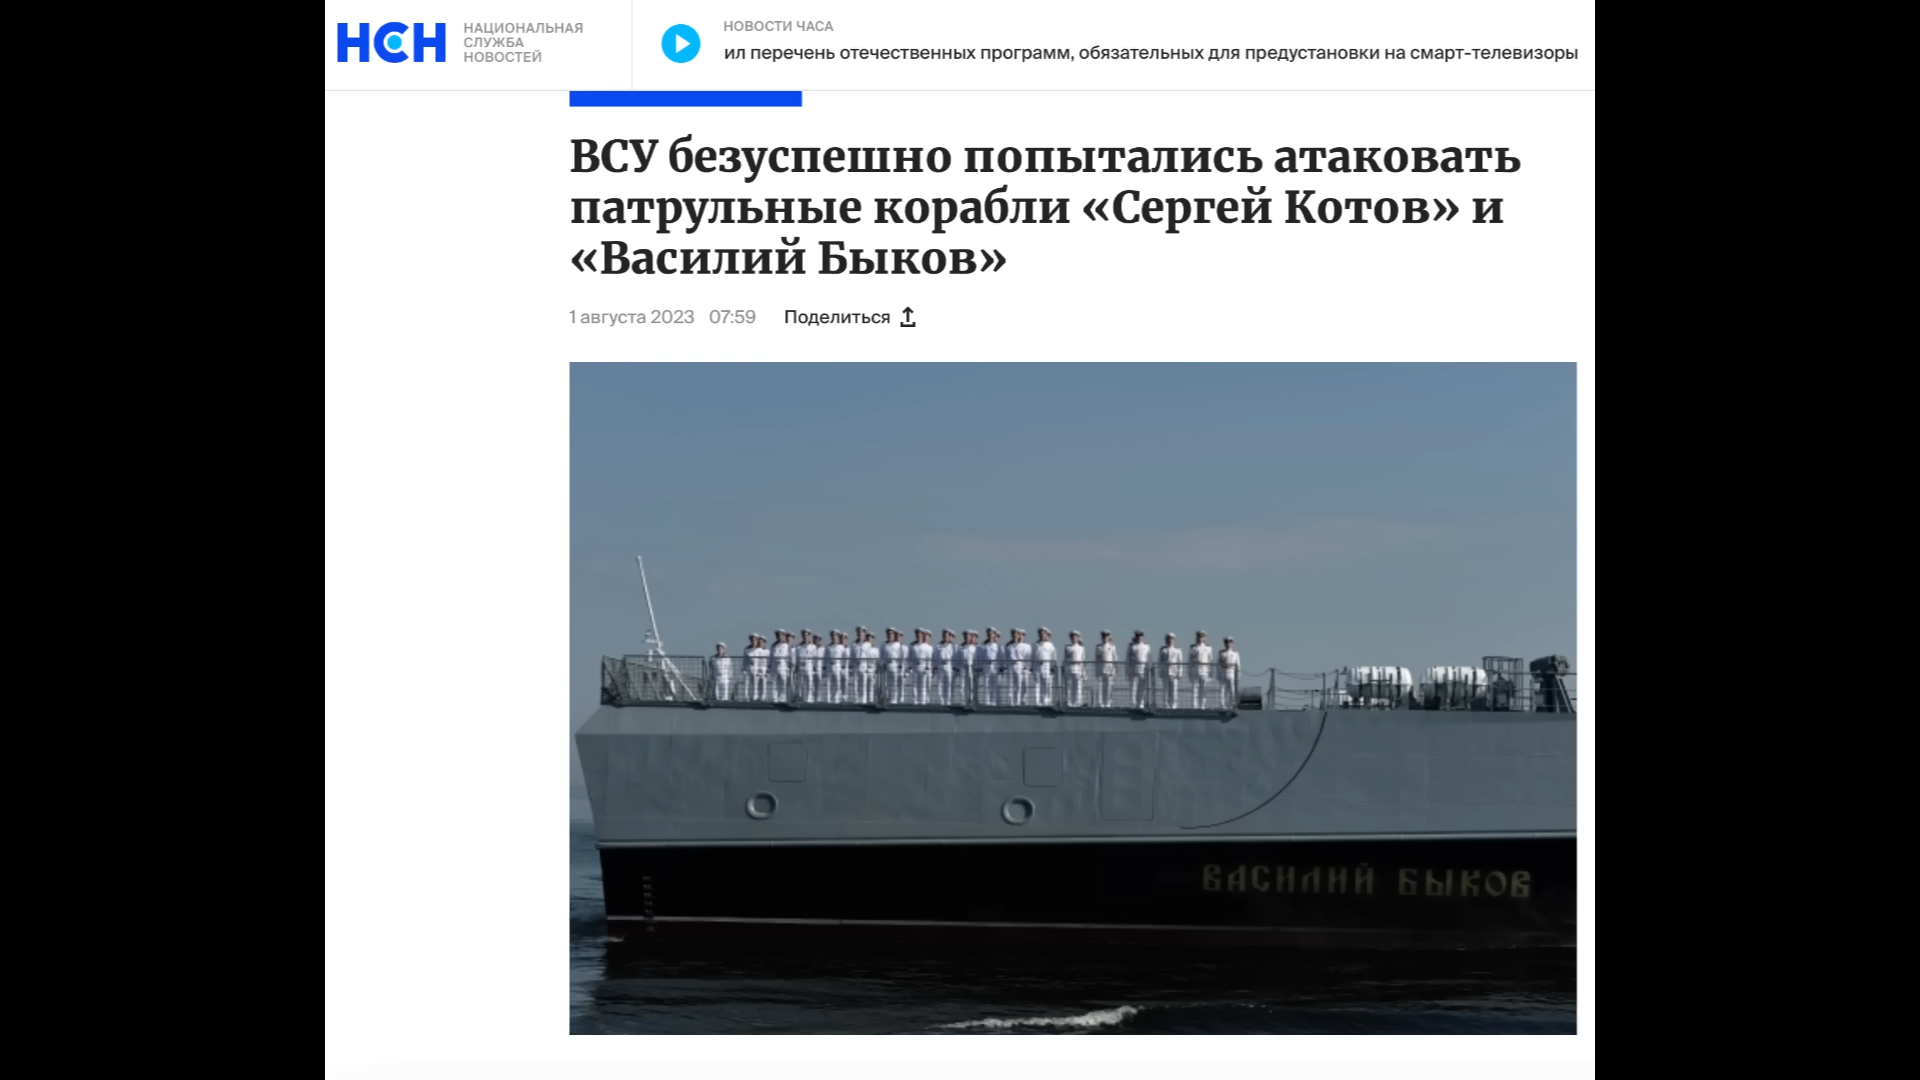 НСН
НАЦИОНАЛЬНАЯ
СЛУЖБА
НОВОСТЕЙ
НОВОСТИ ЧАСА
ил перечень отечественных программ, обязательных для предустановки на смарт-телевизоры
ВСУ безуспешно попытались атаковать
патрульные корабли «Сергей Котов» и
«Василий Быков»
1 августа 2023 07:59 Поделиться
ВАСИЛИЙ БЫКОВ